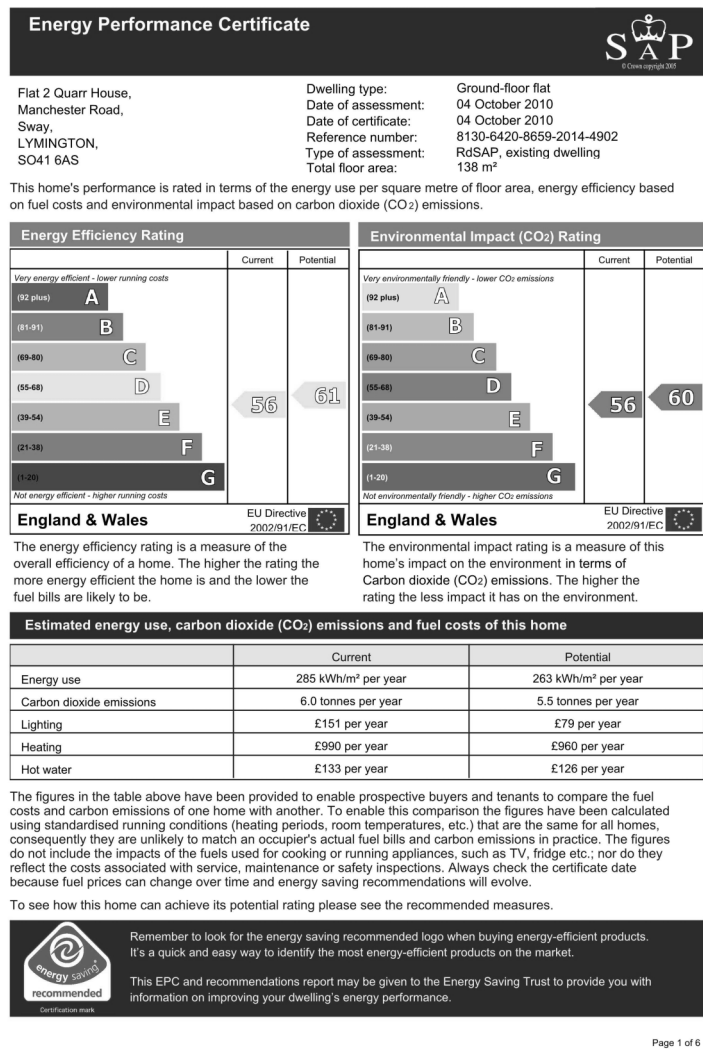 Energy Performance Certificate
SAP
© Crown copyright 2005
Flat 2 Quarr House,
Manchester Road,
Sway,
LYMINGTON,
SO41 6AS
Dwelling type: Ground-floor flat
Date of assessment: 04 October 2010
Date of certificate: 04 October 2010
Reference number: 8130-6420-8659-2014-4902
Type of assessment: RdSAP, existing dwelling
Total floor area: 138 m²
This home's performance is rated in terms of the energy use per square metre of floor area, energy efficiency based
on fuel costs and environmental impact based on carbon dioxide (CO2) emissions.
Energy Efficiency Rating
Current Potential
Very energy efficient - lower running costs
(92 plus) A
(81-91) B
(69-80) C
(55-68) D
(39-54) E
(21-38) F
(1-20) G
56 61
Not energy efficient - higher running costs
England & Wales
EU Directive
2002/91/EC
Environmental Impact (CO2) Rating
Current Potential
Very environmentally friendly - lower CO2 emissions
(92 plus) A
(81-91) B
(69-80) C
(55-68) D
(39-54) E
(21-38) F
(1-20) G
56 60
Not environmentally friendly - higher CO2 emissions
England & Wales
EU Directive
2002/91/EC
The energy efficiency rating is a measure of the
overall efficiency of a home. The higher the rating the
more energy efficient the home is and the lower the
fuel bills are likely to be.
The environmental impact rating is a measure of this
home's impact on the environment in terms of
Carbon dioxide (CO2) emissions. The higher the
rating the less impact it has on the environment.
Estimated energy use, carbon dioxide (CO2) emissions and fuel costs of this home
Current Potential
Energy use 285 kWh/m² per year 263 kWh/m² per year
Carbon dioxide emissions 6.0 tonnes per year 5.5 tonnes per year
Lighting £151 per year £79 per year
Heating £990 per year £960 per year
Hot water £133 per year £126 per year
The figures in the table above have been provided to enable prospective buyers and tenants to compare the fuel
costs and carbon emissions of one home with another. To enable this comparison the figures have been calculated
using standardised running conditions (heating periods, room temperatures, etc.) that are the same for all homes,
consequently they are unlikely to match an occupier's actual fuel bills and carbon emissions in practice. The figures
do not include the impacts of the fuels used for cooking or running appliances, such as TV, fridge etc.; nor do they
reflect the costs associated with service, maintenance or safety inspections. Always check the certificate date
because fuel prices can change over time and energy saving recommendations will evolve.
To see how this home can achieve its potential rating please see the recommended measures.
energy saving
recommended
Certification mark
Remember to look for the energy saving recommended logo when buying energy-efficient products.
It's a quick and easy way to identify the most energy-efficient products on the market.
This EPC and recommendations report may be given to the Energy Saving Trust to provide you with
information on improving your dwelling's energy performance.
Page 1 of 6